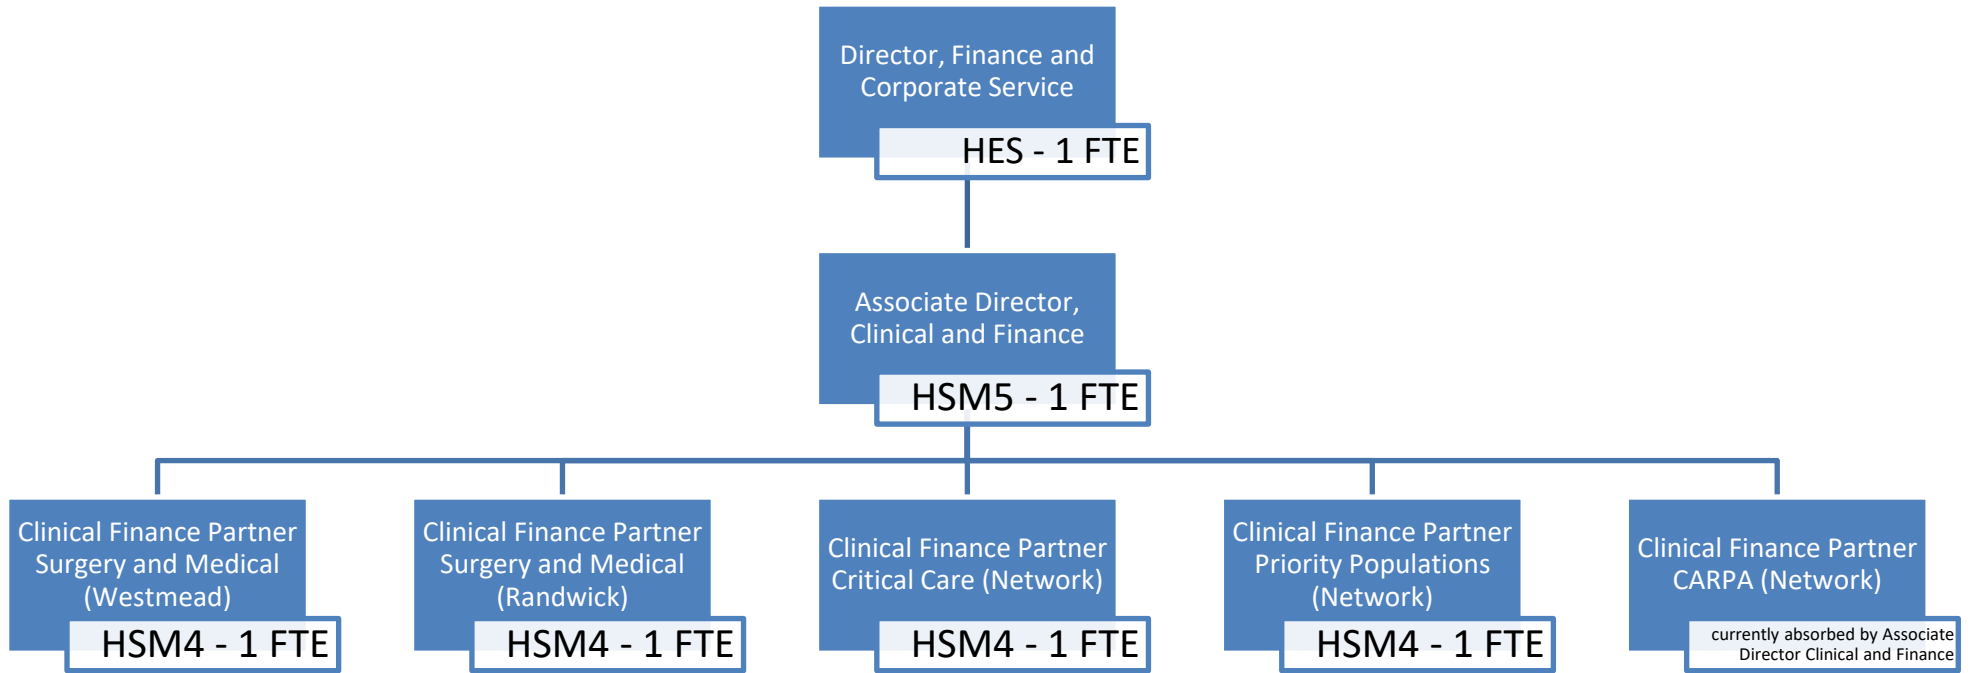 Director, Finance and
Corporate Service
HES - 1 FTE
Associate Director,
Clinical and Finance
HSM5 - 1 FTE
Clinical Finance Partner
Surgery and Medical
(Westmead)
HSM4 - 1 FTE
Clinical Finance Partner
Surgery and Medical
(Randwick)
HSM4 - 1 FTE
Clinical Finance Partner
Critical Care (Network)
HSM4 - 1 FTE
Clinical Finance Partner
Priority Populations
(Network)
HSM4 - 1 FTE
Clinical Finance Partner
CARPA (Network)
currently absorbed by Associate
Director Clinical and Finance